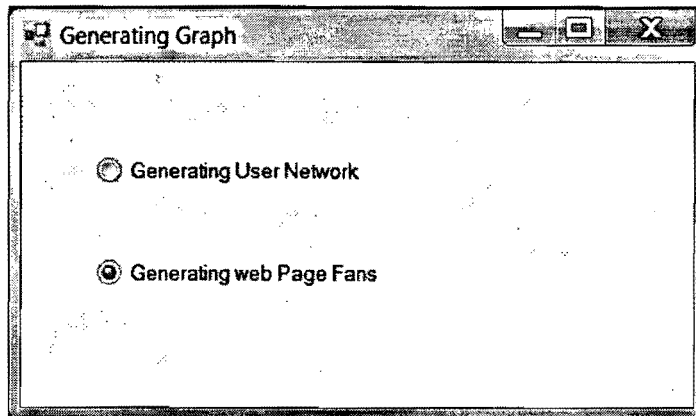 Generating Graph
Generating User Network
Generating web Page Fans